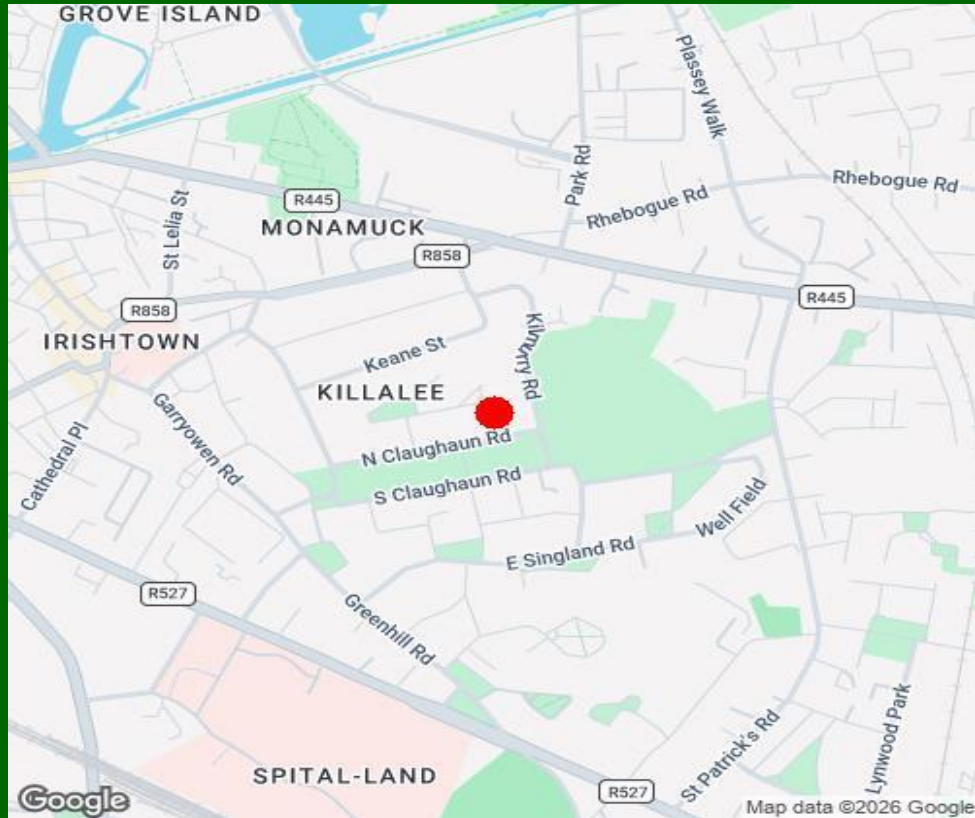 GROVE ISLAND
Plassey Walk
Park Rd
Rhebogue Rd
Rhebogue Rd
R445
St Lelia St
MONAMUCK
R858
R445
R858
IRISHTOWN
Kilmurry Rd
Keane St
KILLALEE
Garryowen Rd
Cathedral Pl
N Claughaun Rd
S Claughaun Rd
Well Field
E Singland Rd
R527
Greenhill Rd
Lynwood Park
St Patrick's Rd
SPITAL-LAND
R527
Google
Map data ©2026 Google